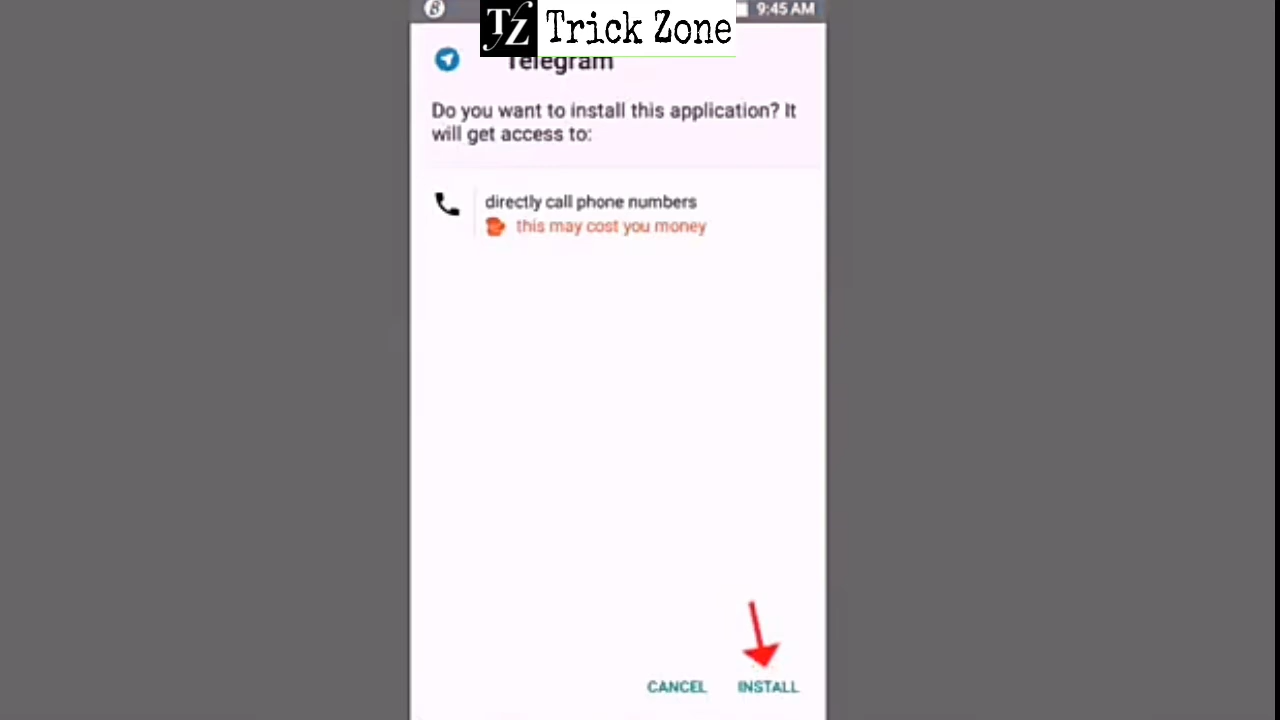 9:45 AM
TZ Trick Zone
Telegram
Do you want to install this application? It
will get access to:
directly call phone numbers
this may cost you money
CANCEL INSTALL